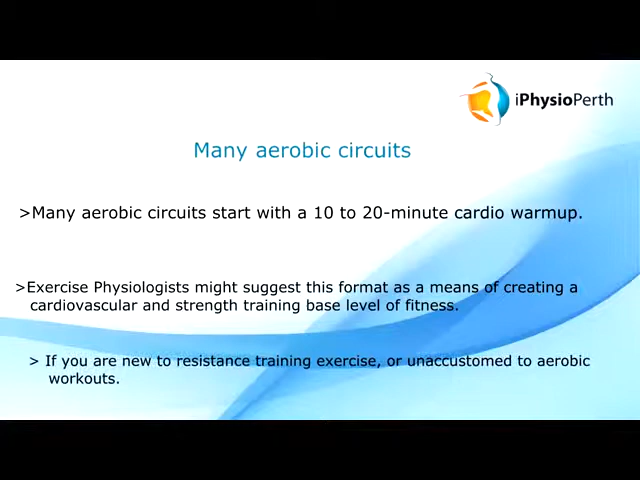 iPhysioPerth
Many aerobic circuits
>Many aerobic circuits start with a 10 to 20-minute cardio warmup.
>Exercise Physiologists might suggest this format as a means of creating a
cardiovascular and strength training base level of fitness.
> If you are new to resistance training exercise, or unaccustomed to aerobic
workouts.